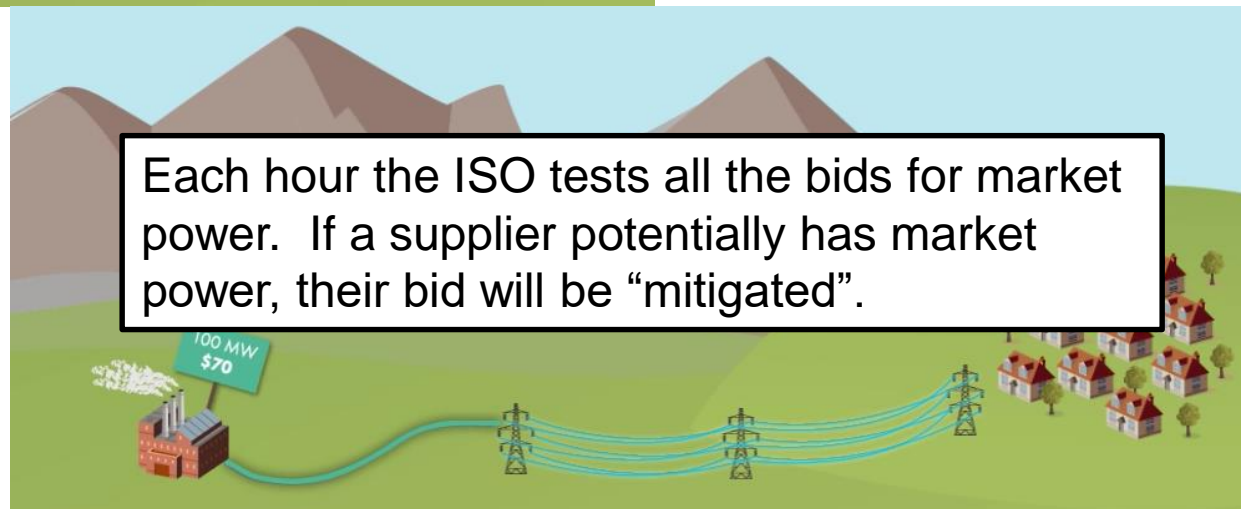 Each hour the ISO tests all the bids for market
power.  If a supplier potentially has market
power, their bid will be “mitigated”.
100 MW
$70